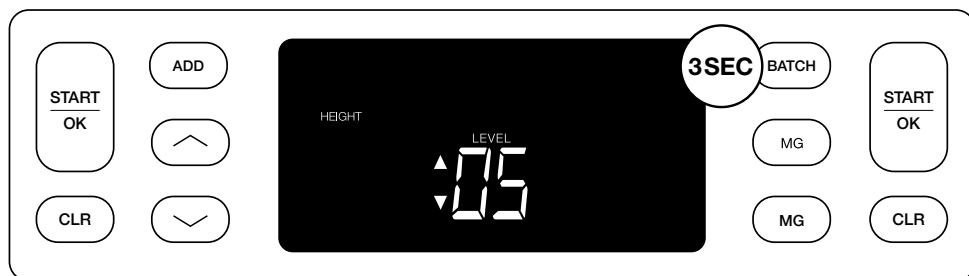 START
OK
CLR
ADD
HEIGHT
LEVEL
05
3SEC
BATCH
MG
MG
START
OK
CLR